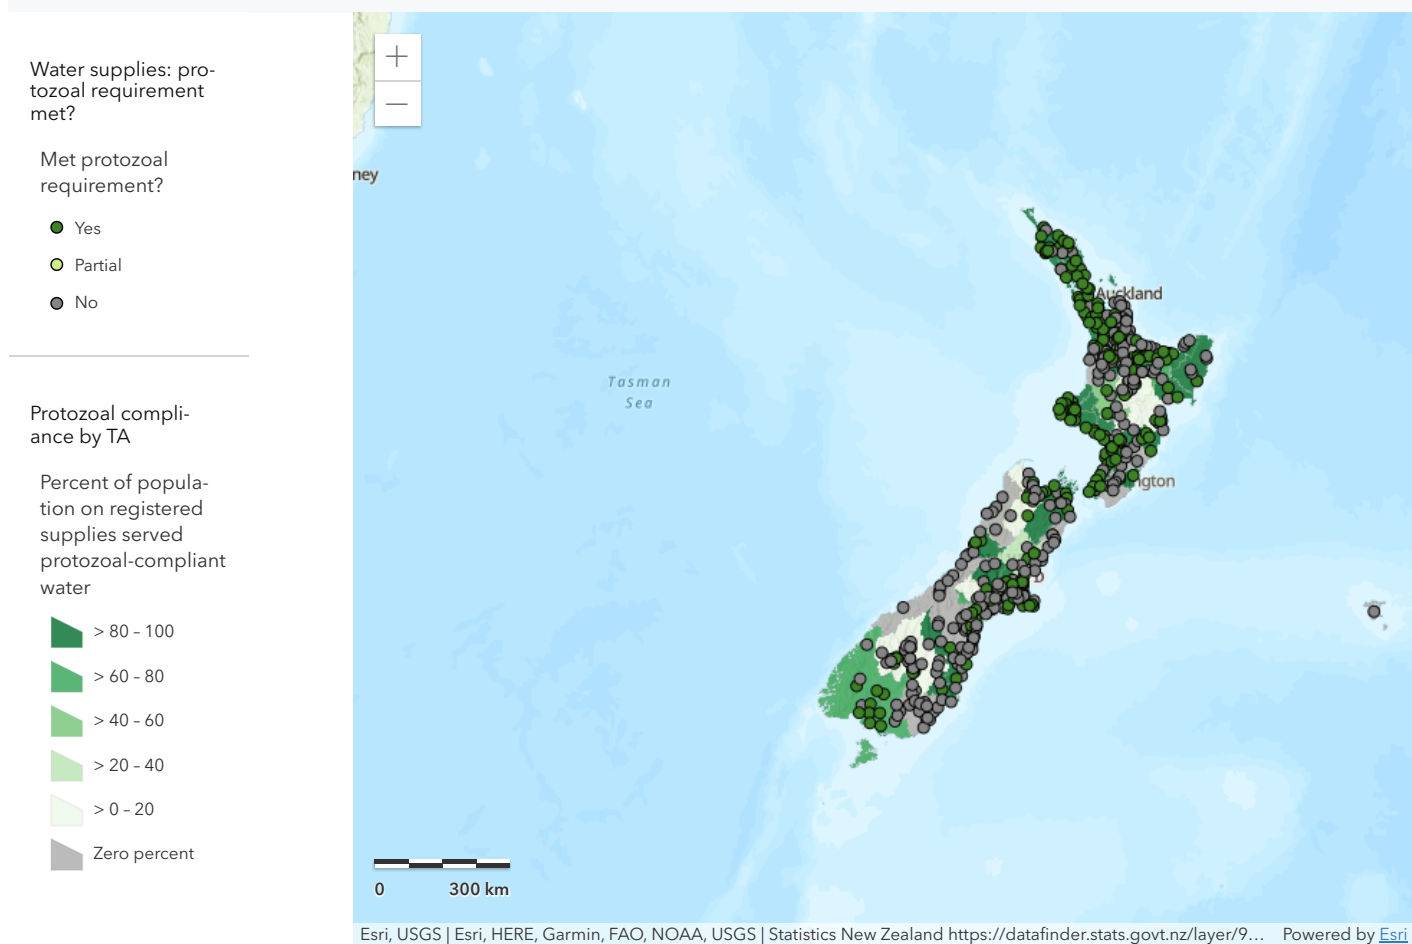 Water supplies: pro-
tozoal requirement
met?
Met protozoal
requirement?
Yes
Partial
No
Protozoal compli-
ance by TA
Percent of popula-
tion on registered
supplies served
protozoal-compliant
water
> 80 – 100
> 60 – 80
> 40 – 60
> 20 – 40
> 0 – 20
Zero percent
ney
Auckland
Tasman
Sea
ngton
0 300 km
Esri, USGS | Esri, HERE, Garmin, FAO, NOAA, USGS | Statistics New Zealand https://datafinder.stats.govt.nz/layer/9… Powered by Esri